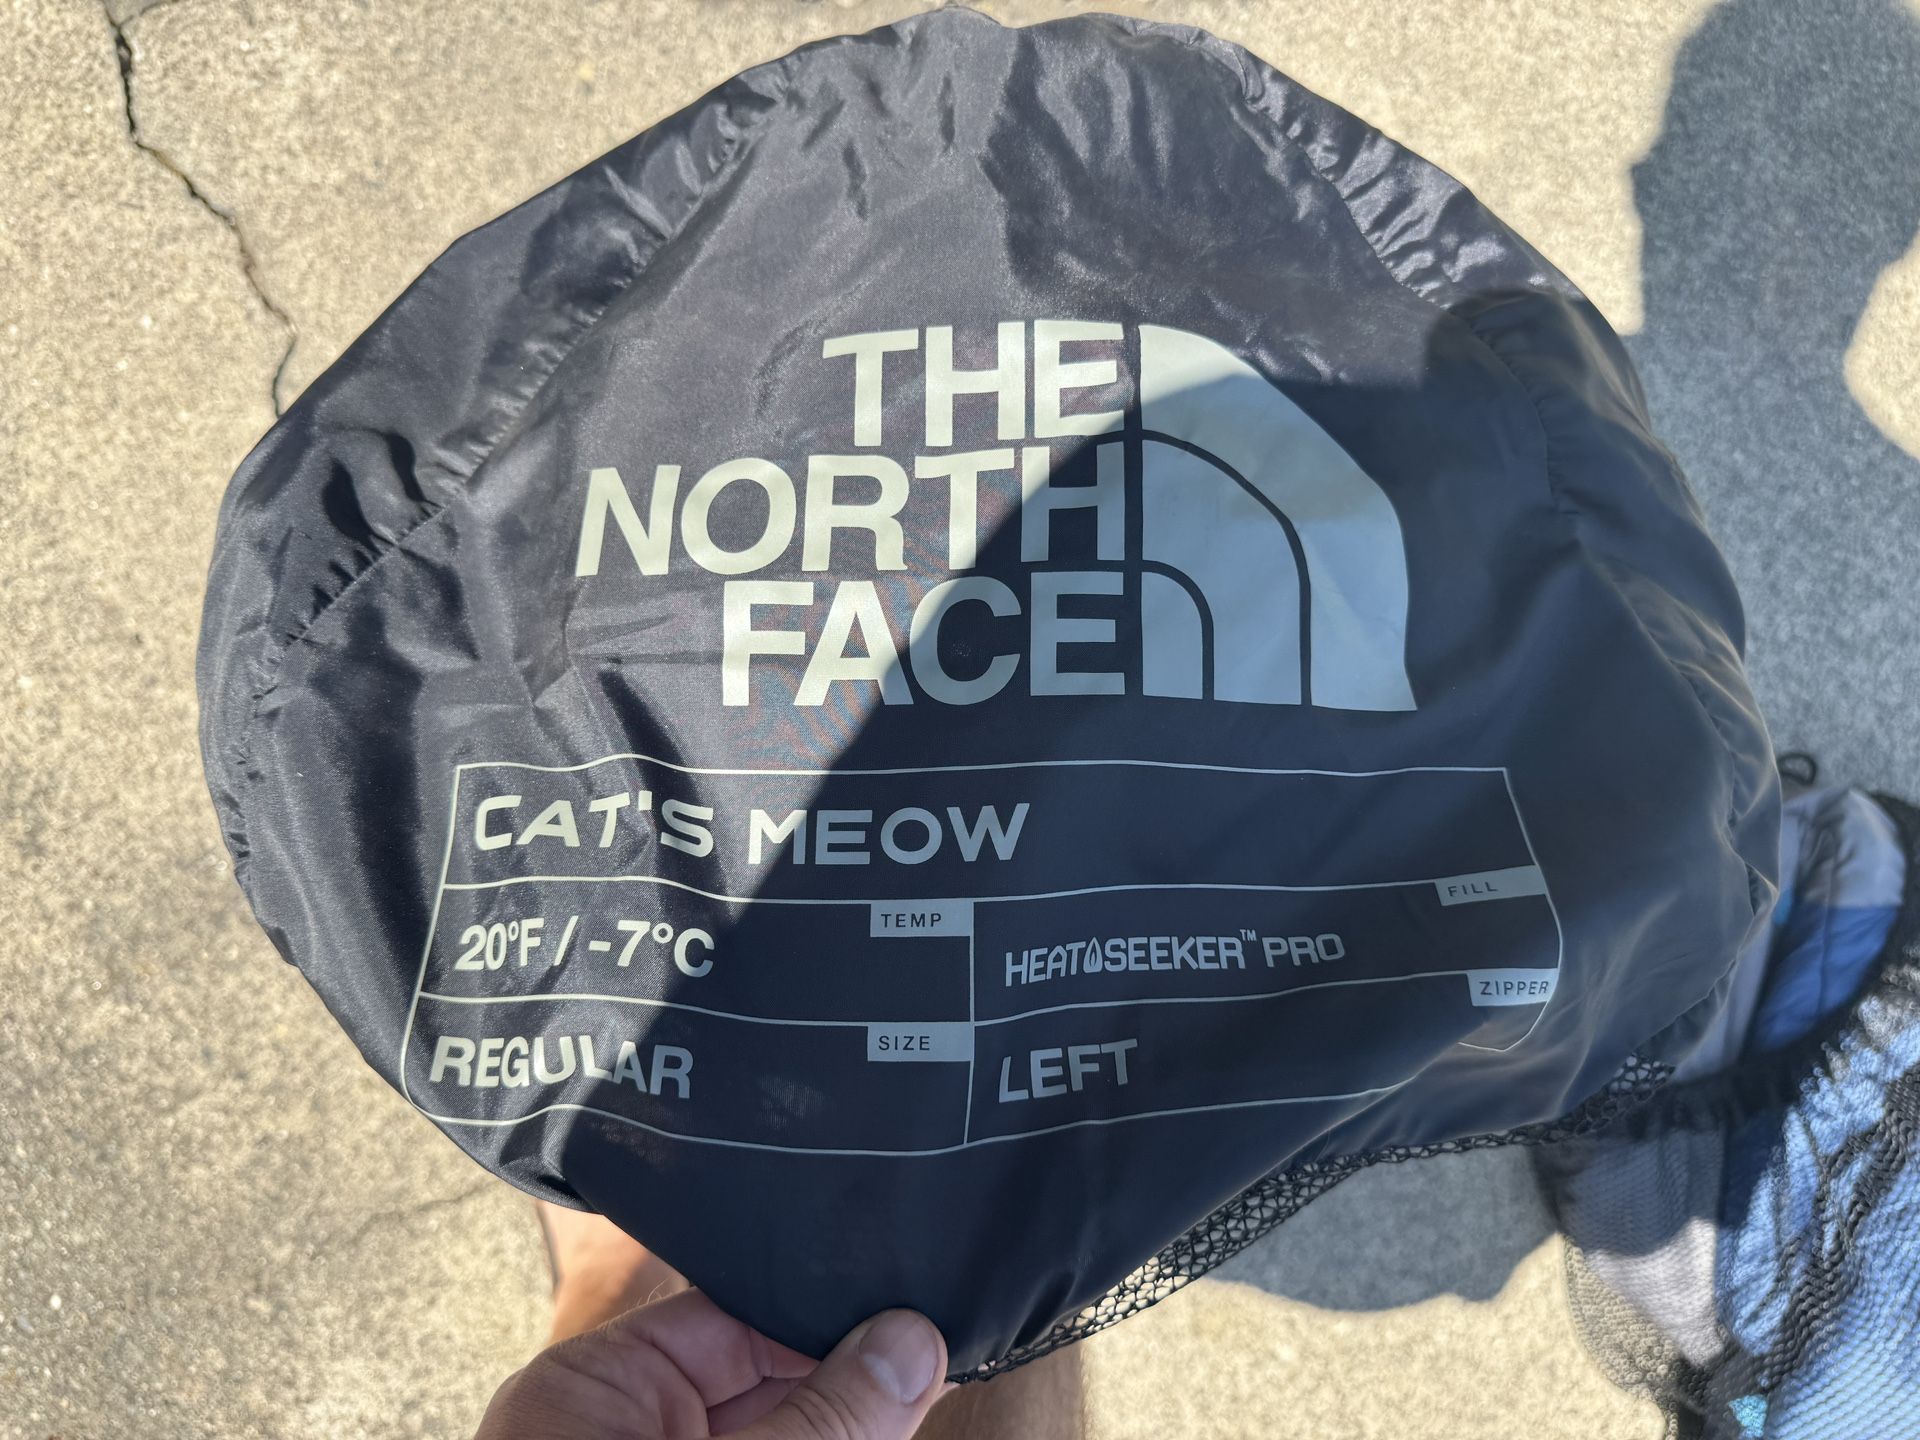 THE
NORTH
FACE
CAT'S MEOW
20°F / -7°C
TEMP
HEATSEEKER™ PRO
FILL
REGULAR
SIZE
LEFT
ZIPPER